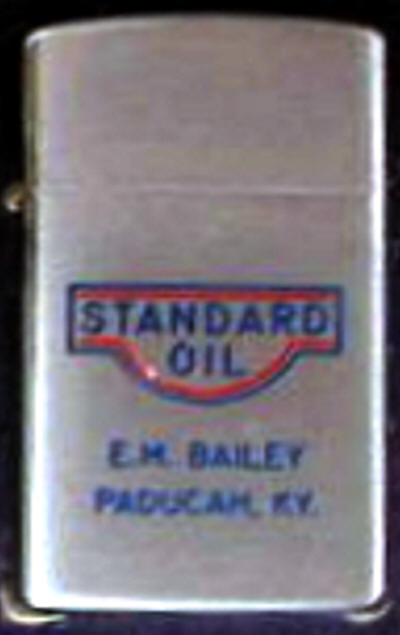 STANDARD
OIL
E.M. BAILEY
PADUCAH, KY.